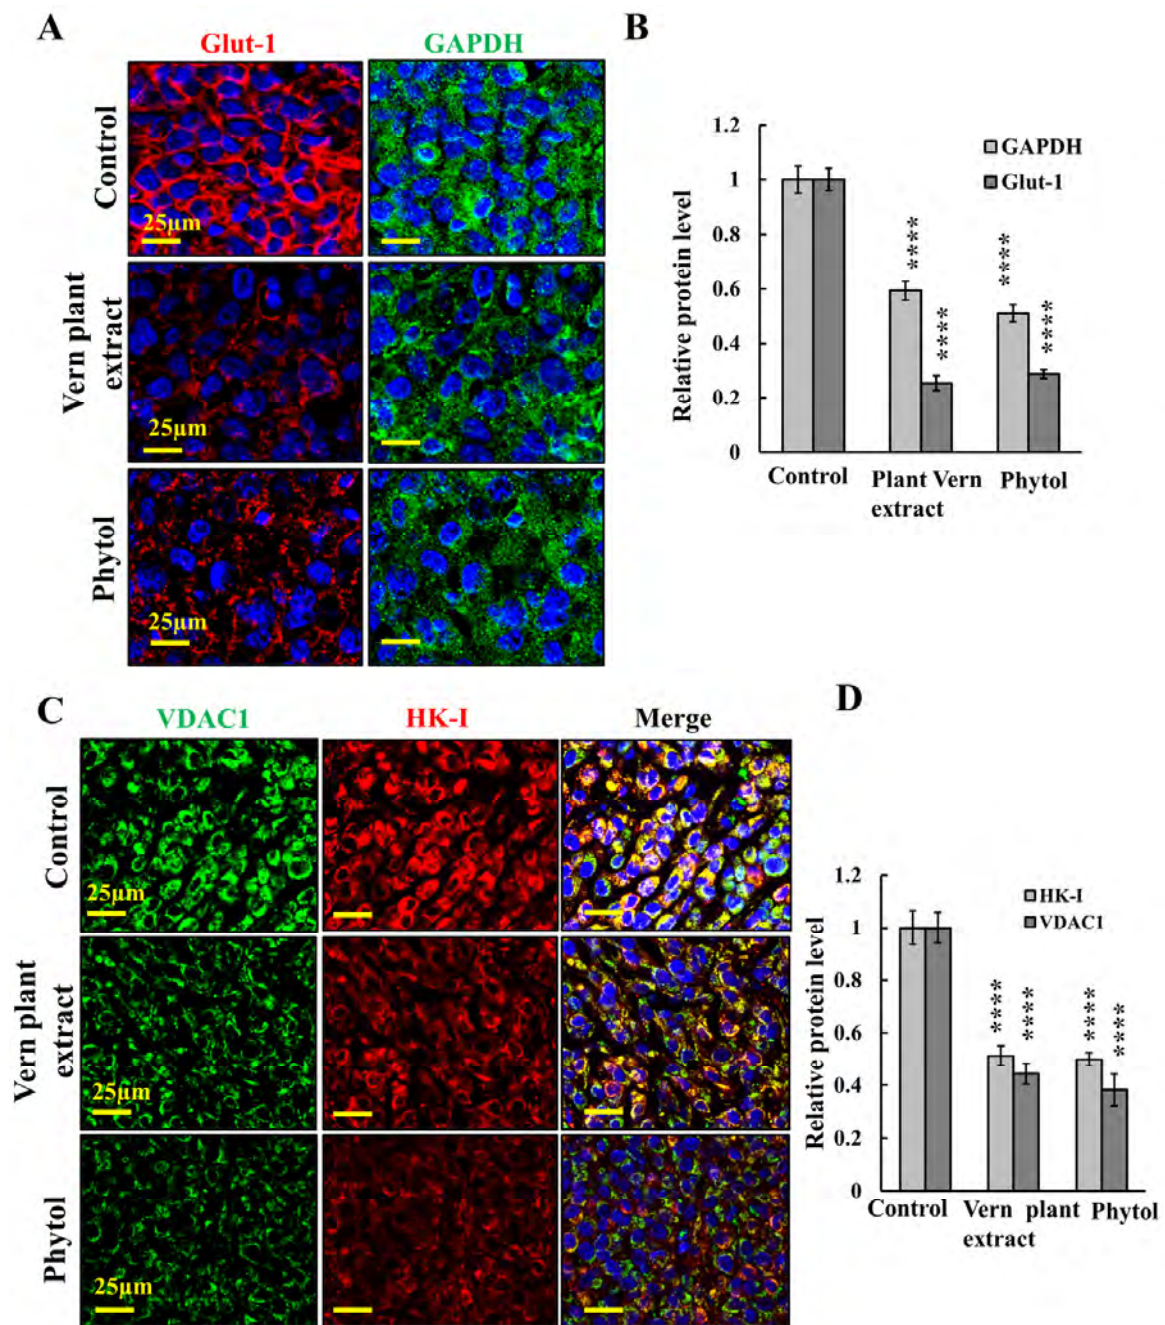 A
B
Glut-1
GAPDH
Control
25µm
Vern plant
extract
25µm
Phytol
25µm
Relative protein level
1.2
1
0.8
0.6
0.4
0.2
0
GAPDH
Glut-1
****
****
****
****
Control
Plant Vern
extract
Phytol
C
D
VDAC1
HK-I
Merge
Control
25µm
Vern plant
extract
25µm
Phytol
25µm
Relative protein level
1.2
1
0.8
0.6
0.4
0.2
0
HK-I
VDAC1
****
****
****
****
Control
Vern plant
extract
Phytol